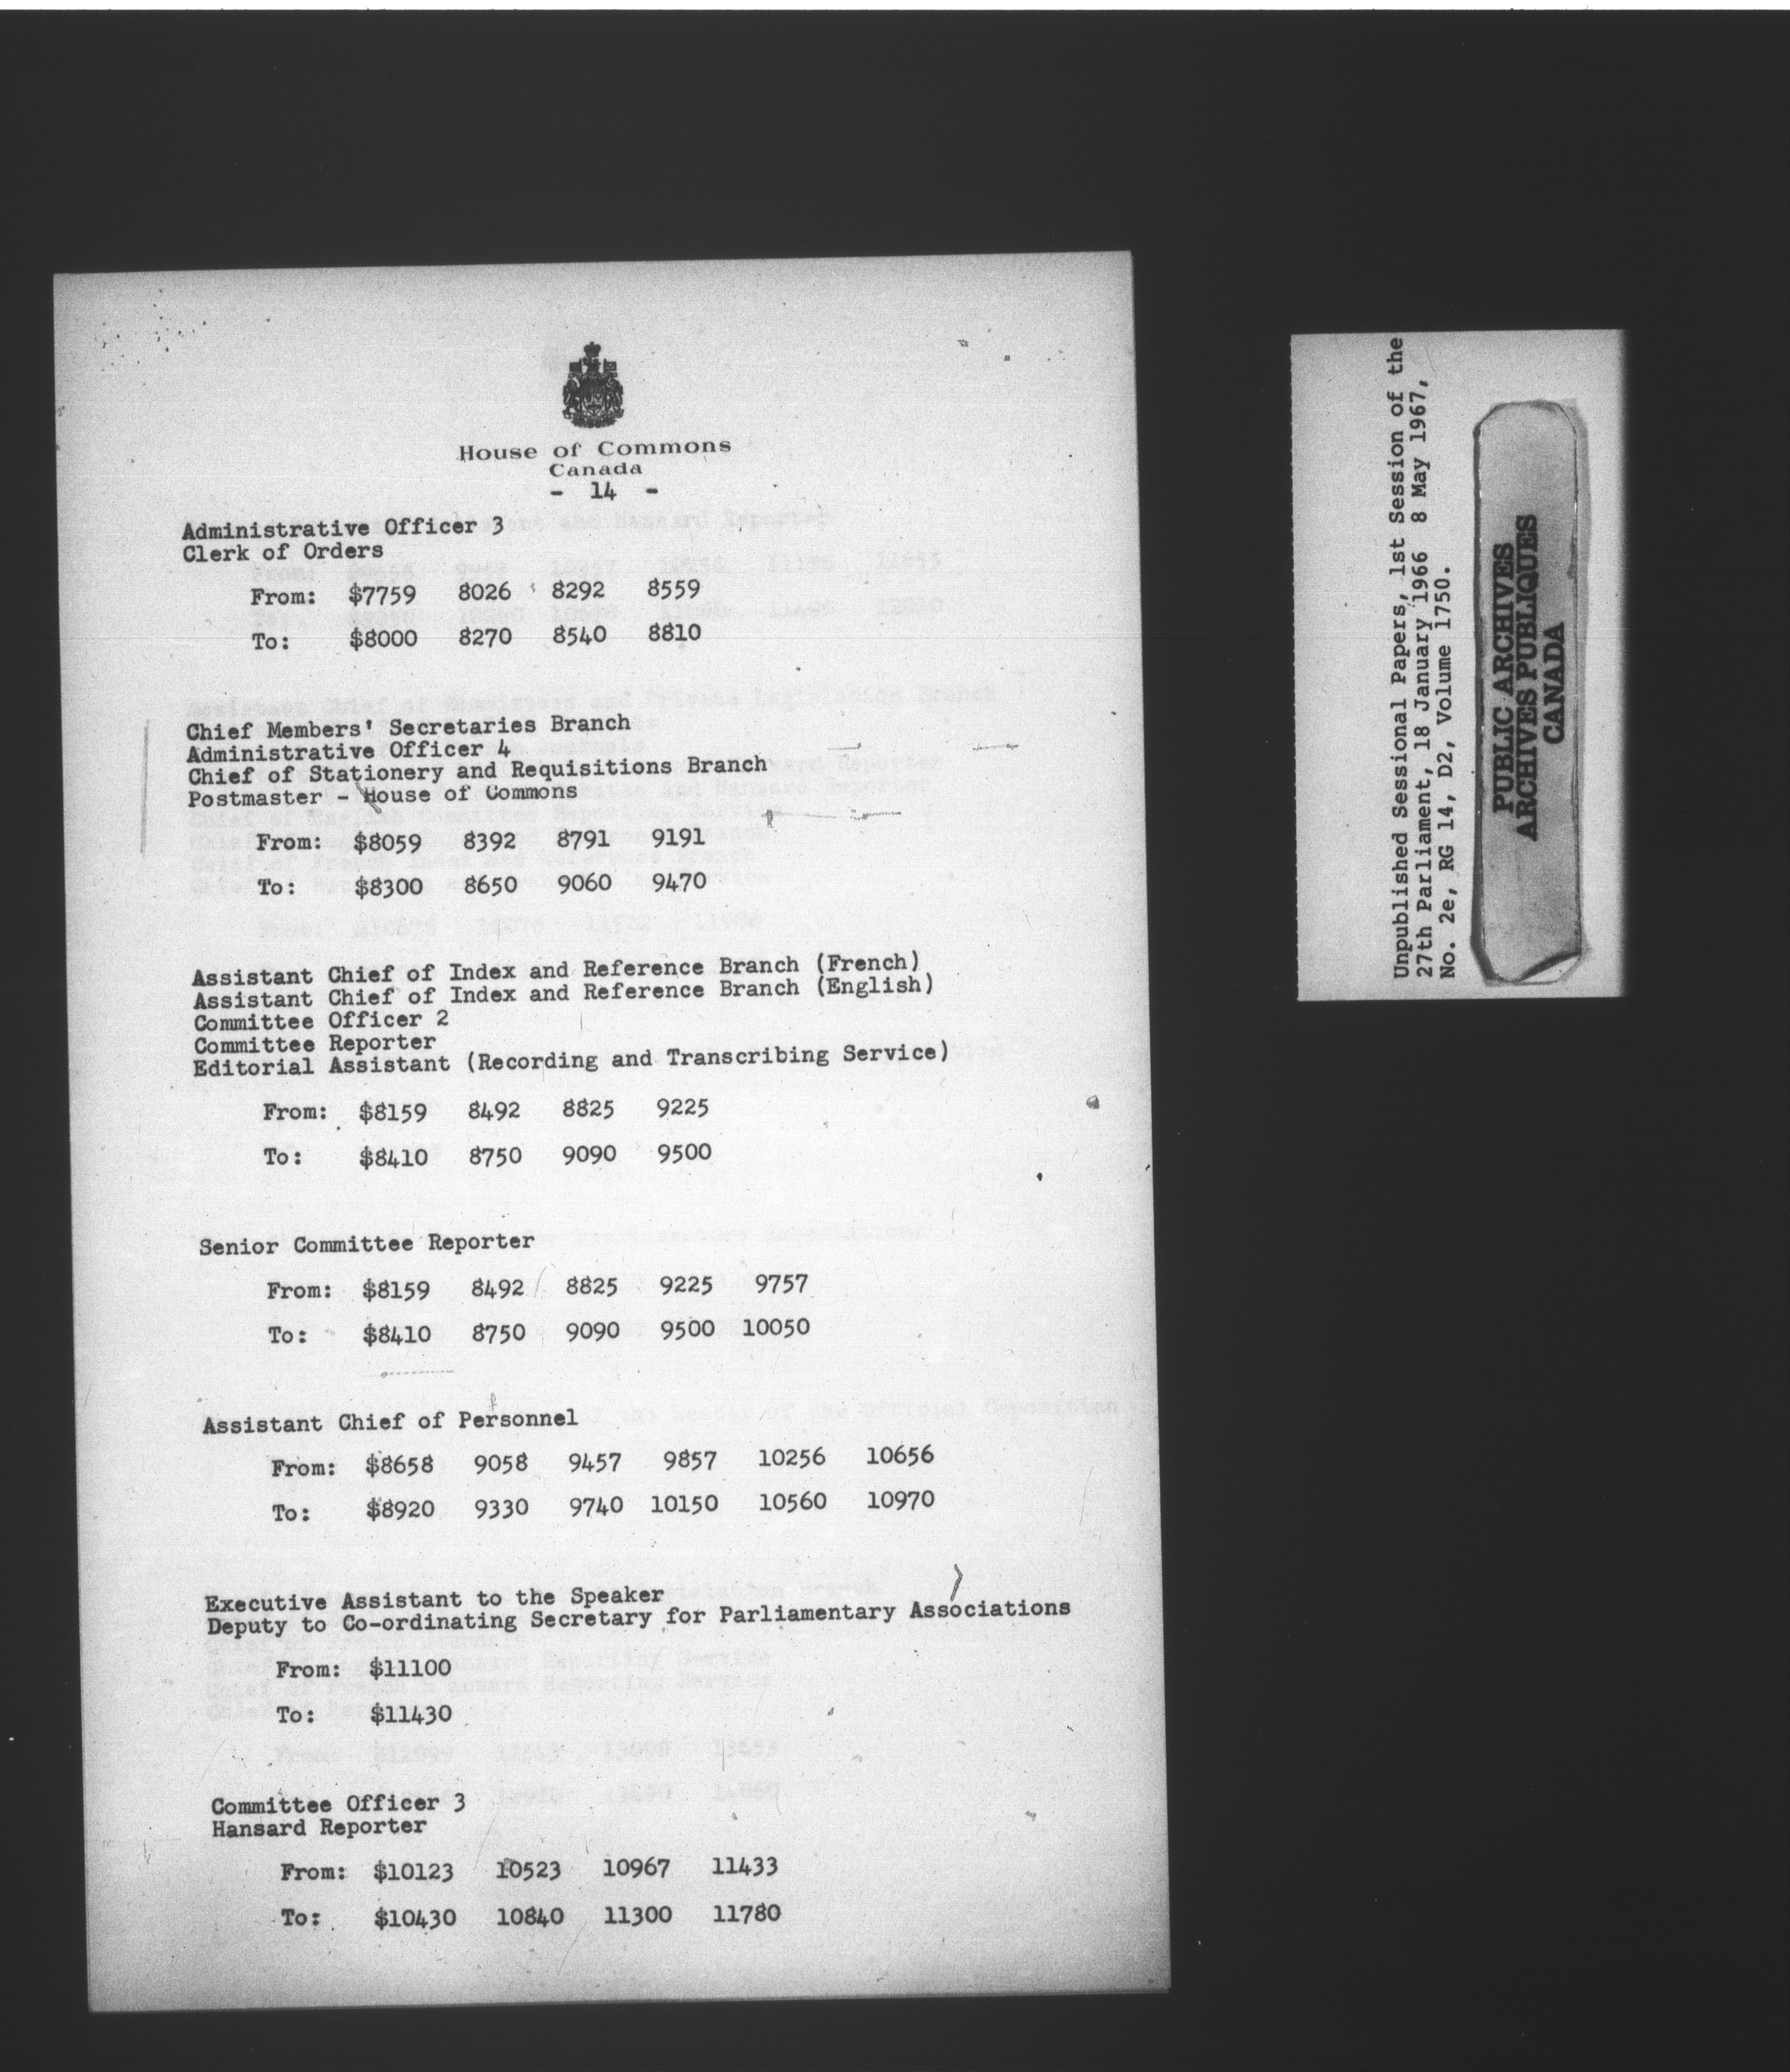 House of Commons
Canada
- 14 -
Administrative Officer 3
Clerk of Orders
From: $7759 8026 8292 8559
To: $8000 8270 8540 8810
Chief Members' Secretaries Branch
Administrative Officer 4
Chief of Stationery and Requisitions Branch
Postmaster - House of Commons
From: $8059 8392 8791 9191
To: $8300 8650 9060 9470
Assistant Chief of Index and Reference Branch (French)
Assistant Chief of Index and Reference Branch (English)
Committee Officer 2
Committee Reporter
Editorial Assistant (Recording and Transcribing Service)
From: $8159 8492 8825 9225
To: $8410 8750 9090 9500
Senior Committee Reporter
From: $8159 8492 8825 9225 9757
To: $8410 8750 9090 9500 10050
Assistant Chief of Personnel
From: $8658 9058 9457 9857 10256 10656
To: $8920 9330 9740 10150 10560 10970
Executive Assistant to the Speaker
Deputy to Co-ordinating Secretary for Parliamentary Associations
From: $11100
To: $11430
Committee Officer 3
Hansard Reporter
From: $10123 10523 10967 11433
To: $10430 10840 11300 11780
Unpublished Sessional Papers, 1st Session of the
27th Parliament, 18 January 1966 8 May 1967,
No. 2e, RG 14, D2, Volume 1750.
PUBLIC ARCHIVES
ARCHIVES PUBLIQUES
CANADA